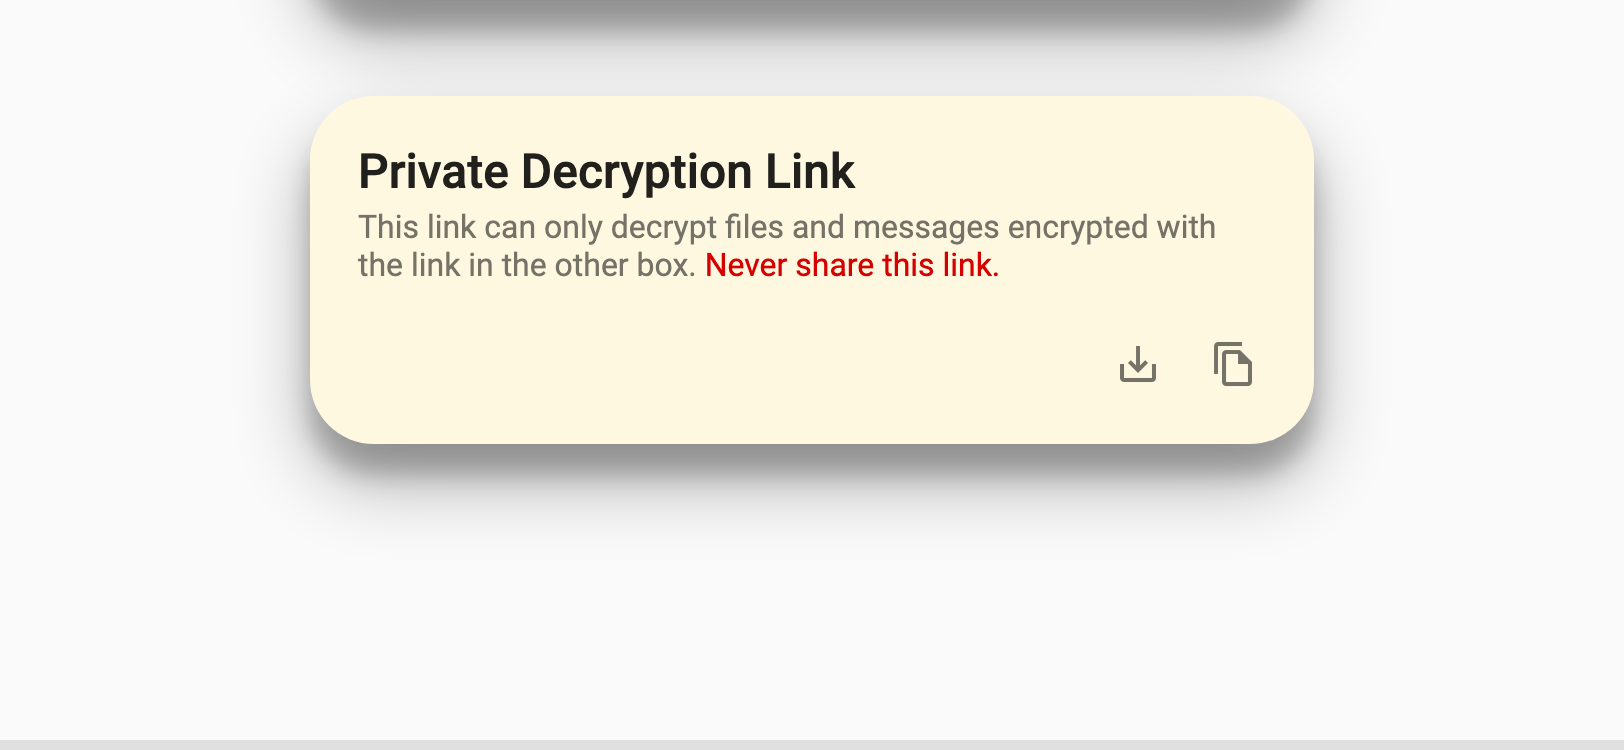 Private Decryption Link
This link can only decrypt files and messages encrypted with
the link in the other box. Never share this link.